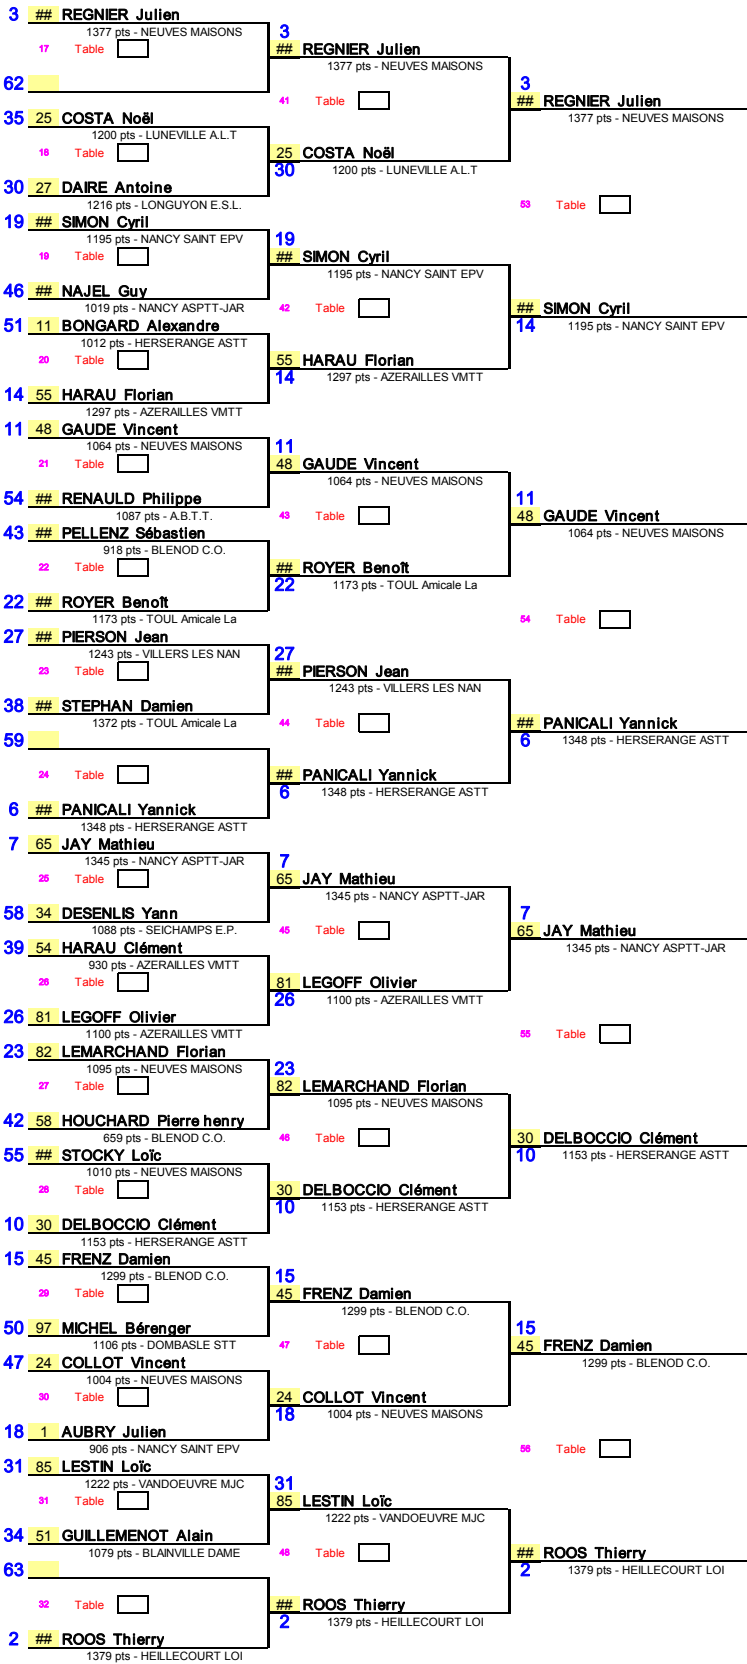 3 ## REGNIER Julien
1377 pts - NEUVES MAISONS
17 Table
62
35 25 COSTA Noël
1200 pts - LUNEVILLE A.L.T
18 Table
30 27 DAIRE Antoine
1216 pts - LONGUYON E.S.L.
19 ## SIMON Cyril
1195 pts - NANCY SAINT EPV
19 Table
46 ## NAJEL Guy
1019 pts - NANCY ASPTT-JAR
51 11 BONGARD Alexandre
1012 pts - HERSERANGE ASTT
20 Table
14 55 HARAU Florian
1297 pts - AZERAILLES VMTT
11 48 GAUDE Vincent
1064 pts - NEUVES MAISONS
21 Table
54 ## RENAULD Philippe
1087 pts - A.B.T.T.
43 ## PELLENZ Sébastien
918 pts - BLENOD C.O.
22 Table
22 ## ROYER Benoît
1173 pts - TOUL Amicale La
27 ## PIERSON Jean
1243 pts - VILLERS LES NAN
23 Table
38 ## STEPHAN Damien
1372 pts - TOUL Amicale La
59
24 Table
6 ## PANICALI Yannick
1348 pts - HERSERANGE ASTT
7 65 JAY Mathieu
1345 pts - NANCY ASPTT-JAR
25 Table
58 34 DESENLIS Yann
1088 pts - SEICHAMPS E.P.
39 54 HARAU Clément
930 pts - AZERAILLES VMTT
26 Table
26 81 LEGOFF Olivier
1100 pts - AZERAILLES VMTT
23 82 LEMARCHAND Florian
1095 pts - NEUVES MAISONS
27 Table
42 58 HOUCHARD Pierre henry
659 pts - BLENOD C.O.
55 ## STOCKY Loïc
1010 pts - NEUVES MAISONS
28 Table
10 30 DELBOCCIO Clément
1153 pts - HERSERANGE ASTT
15 45 FRENZ Damien
1299 pts - BLENOD C.O.
29 Table
50 97 MICHEL Bérenger
1106 pts - DOMBASLE STT
47 24 COLLOT Vincent
1004 pts - NEUVES MAISONS
30 Table
18 1 AUBRY Julien
906 pts - NANCY SAINT EPV
31 85 LESTIN Loïc
1222 pts - VANDOEUVRE MJC
31 Table
34 51 GUILLEMENOT Alain
1079 pts - BLAINVILLE DAME
63
32 Table
2 ## ROOS Thierry
1379 pts - HEILLECOURT LOI
3
## REGNIER Julien
1377 pts - NEUVES MAISONS
41 Table
25 COSTA Noël
30 1200 pts - LUNEVILLE A.L.T
19
## SIMON Cyril
1195 pts - NANCY SAINT EPV
42 Table
55 HARAU Florian
14 1297 pts - AZERAILLES VMTT
11
48 GAUDE Vincent
1064 pts - NEUVES MAISONS
43 Table
## ROYER Benoît
22 1173 pts - TOUL Amicale La
27
## PIERSON Jean
1243 pts - VILLERS LES NAN
44 Table
## PANICALI Yannick
6 1348 pts - HERSERANGE ASTT
7
65 JAY Mathieu
1345 pts - NANCY ASPTT-JAR
45 Table
81 LEGOFF Olivier
26 1100 pts - AZERAILLES VMTT
23
82 LEMARCHAND Florian
1095 pts - NEUVES MAISONS
46 Table
30 DELBOCCIO Clément
10 1153 pts - HERSERANGE ASTT
15
45 FRENZ Damien
1299 pts - BLENOD C.O.
47 Table
24 COLLOT Vincent
18 1004 pts - NEUVES MAISONS
31
85 LESTIN Loïc
1222 pts - VANDOEUVRE MJC
48 Table
## ROOS Thierry
2 1379 pts - HEILLECOURT LOI
3
## REGNIER Julien
1377 pts - NEUVES MAISONS
53 Table
## SIMON Cyril
14 1195 pts - NANCY SAINT EPV
11
48 GAUDE Vincent
1064 pts - NEUVES MAISONS
54 Table
## PANICALI Yannick
6 1348 pts - HERSERANGE ASTT
7
65 JAY Mathieu
1345 pts - NANCY ASPTT-JAR
55 Table
30 DELBOCCIO Clément
10 1153 pts - HERSERANGE ASTT
15
45 FRENZ Damien
1299 pts - BLENOD C.O.
56 Table
## ROOS Thierry
2 1379 pts - HEILLECOURT LOI